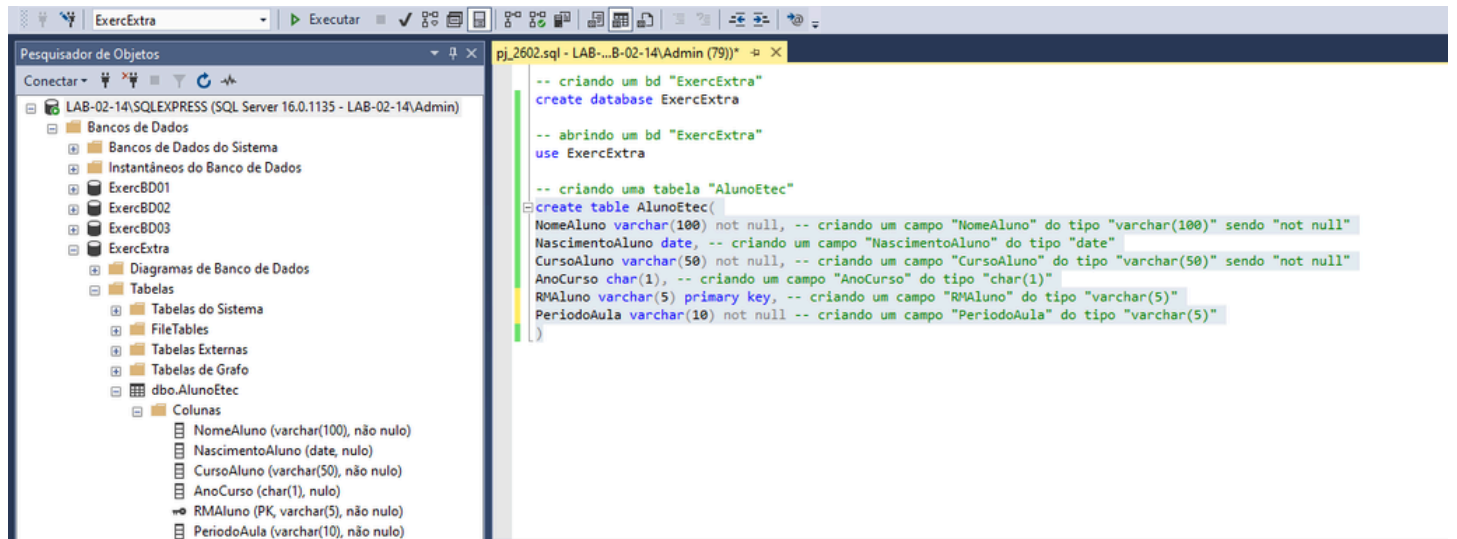 ExercExtra
Executar
Pesquisador de Objetos
Conectar
LAB-02-14\SQLEXPRESS (SQL Server 16.0.1135 - LAB-02-14\Admin)
Bancos de Dados
Bancos de Dados do Sistema
Instantâneos do Banco de Dados
ExercBD01
ExercBD02
ExercBD03
ExercExtra
Diagramas de Banco de Dados
Tabelas
Tabelas do Sistema
FileTables
Tabelas Externas
Tabelas de Grafo
dbo.AlunoEtec
Colunas
NomeAluno (varchar(100), não nulo)
NascimentoAluno (date, nulo)
CursoAluno (varchar(50), não nulo)
AnoCurso (char(1), nulo)
RMAluno (PK, varchar(5), não nulo)
PeriodoAula (varchar(10), não nulo)
pj_2602.sql - LAB-...B-02-14\Admin (79))*
-- criando um bd "ExercExtra"
create database ExercExtra
-- abrindo um bd "ExercExtra"
use ExercExtra
-- criando uma tabela "AlunoEtec"
create table AlunoEtec(
NomeAluno varchar(100) not null, -- criando um campo "NomeAluno" do tipo "varchar(100)" sendo "not null"
NascimentoAluno date, -- criando um campo "NascimentoAluno" do tipo "date"
CursoAluno varchar(50) not null, -- criando um campo "CursoAluno" do tipo "varchar(50)" sendo "not null"
AnoCurso char(1), -- criando um campo "AnoCurso" do tipo "char(1)"
RMAluno varchar(5) primary key, -- criando um campo "RMAluno" do tipo "varchar(5)"
PeriodoAula varchar(10) not null -- criando um campo "PeriodoAula" do tipo "varchar(5)"
)